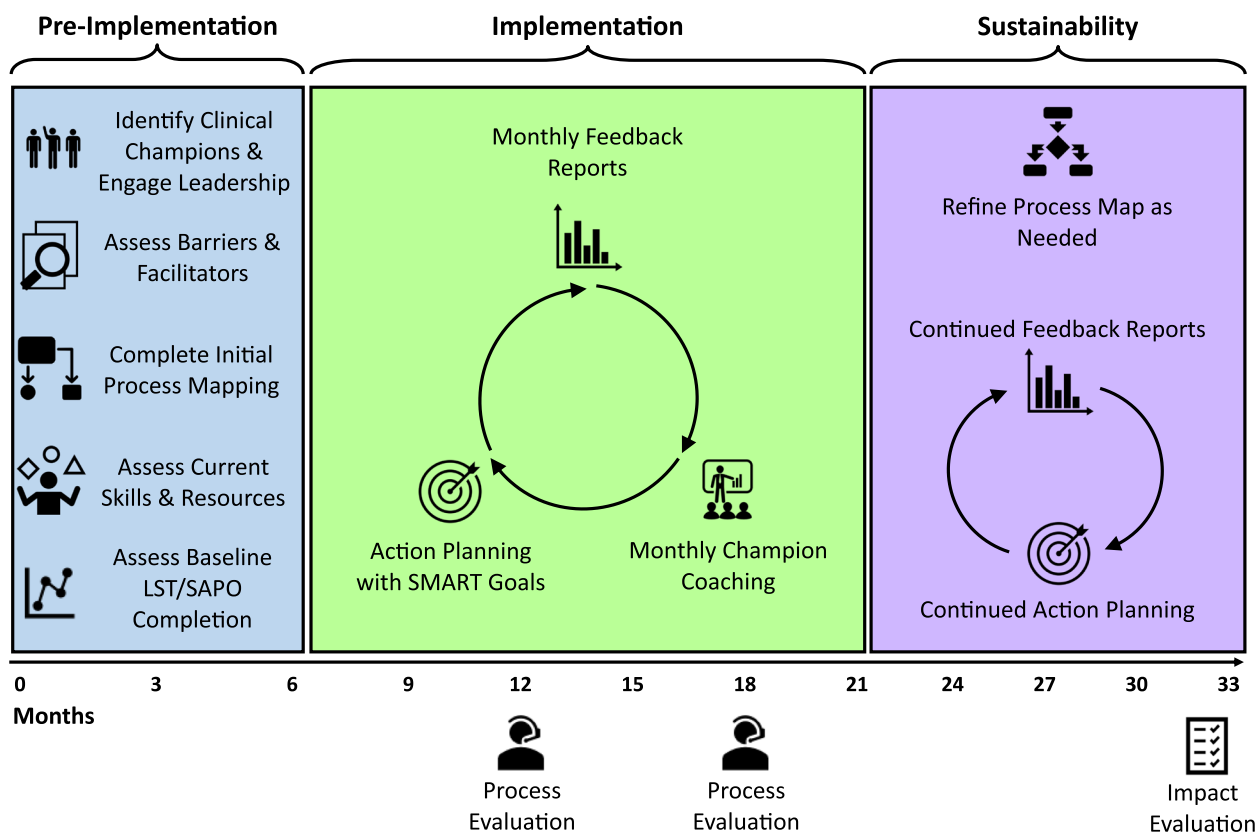 Pre-Implementation
Implementation
Sustainability
Identify Clinical
Champions &
Engage Leadership
Assess Barriers &
Facilitators
Complete Initial
Process Mapping
Assess Current
Skills & Resources
Assess Baseline
LST/SAPO
Completion
Monthly Feedback
Reports
Action Planning
with SMART Goals
Monthly Champion
Coaching
Refine Process Map as
Needed
Continued Feedback Reports
Continued Action Planning
0 3 6 9 12 15 18 21 24 27 30 33
Months
Process
Evaluation
Process
Evaluation
Impact
Evaluation